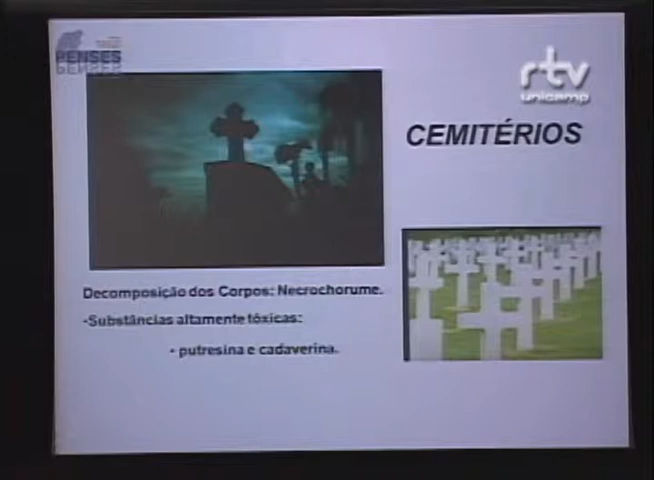 PENSES
rtv
unicamp
CEMITÉRIOS
Decomposição dos Corpos: Necrochorume.
-Substâncias altamente tóxicas:
- putresina e cadaverina.